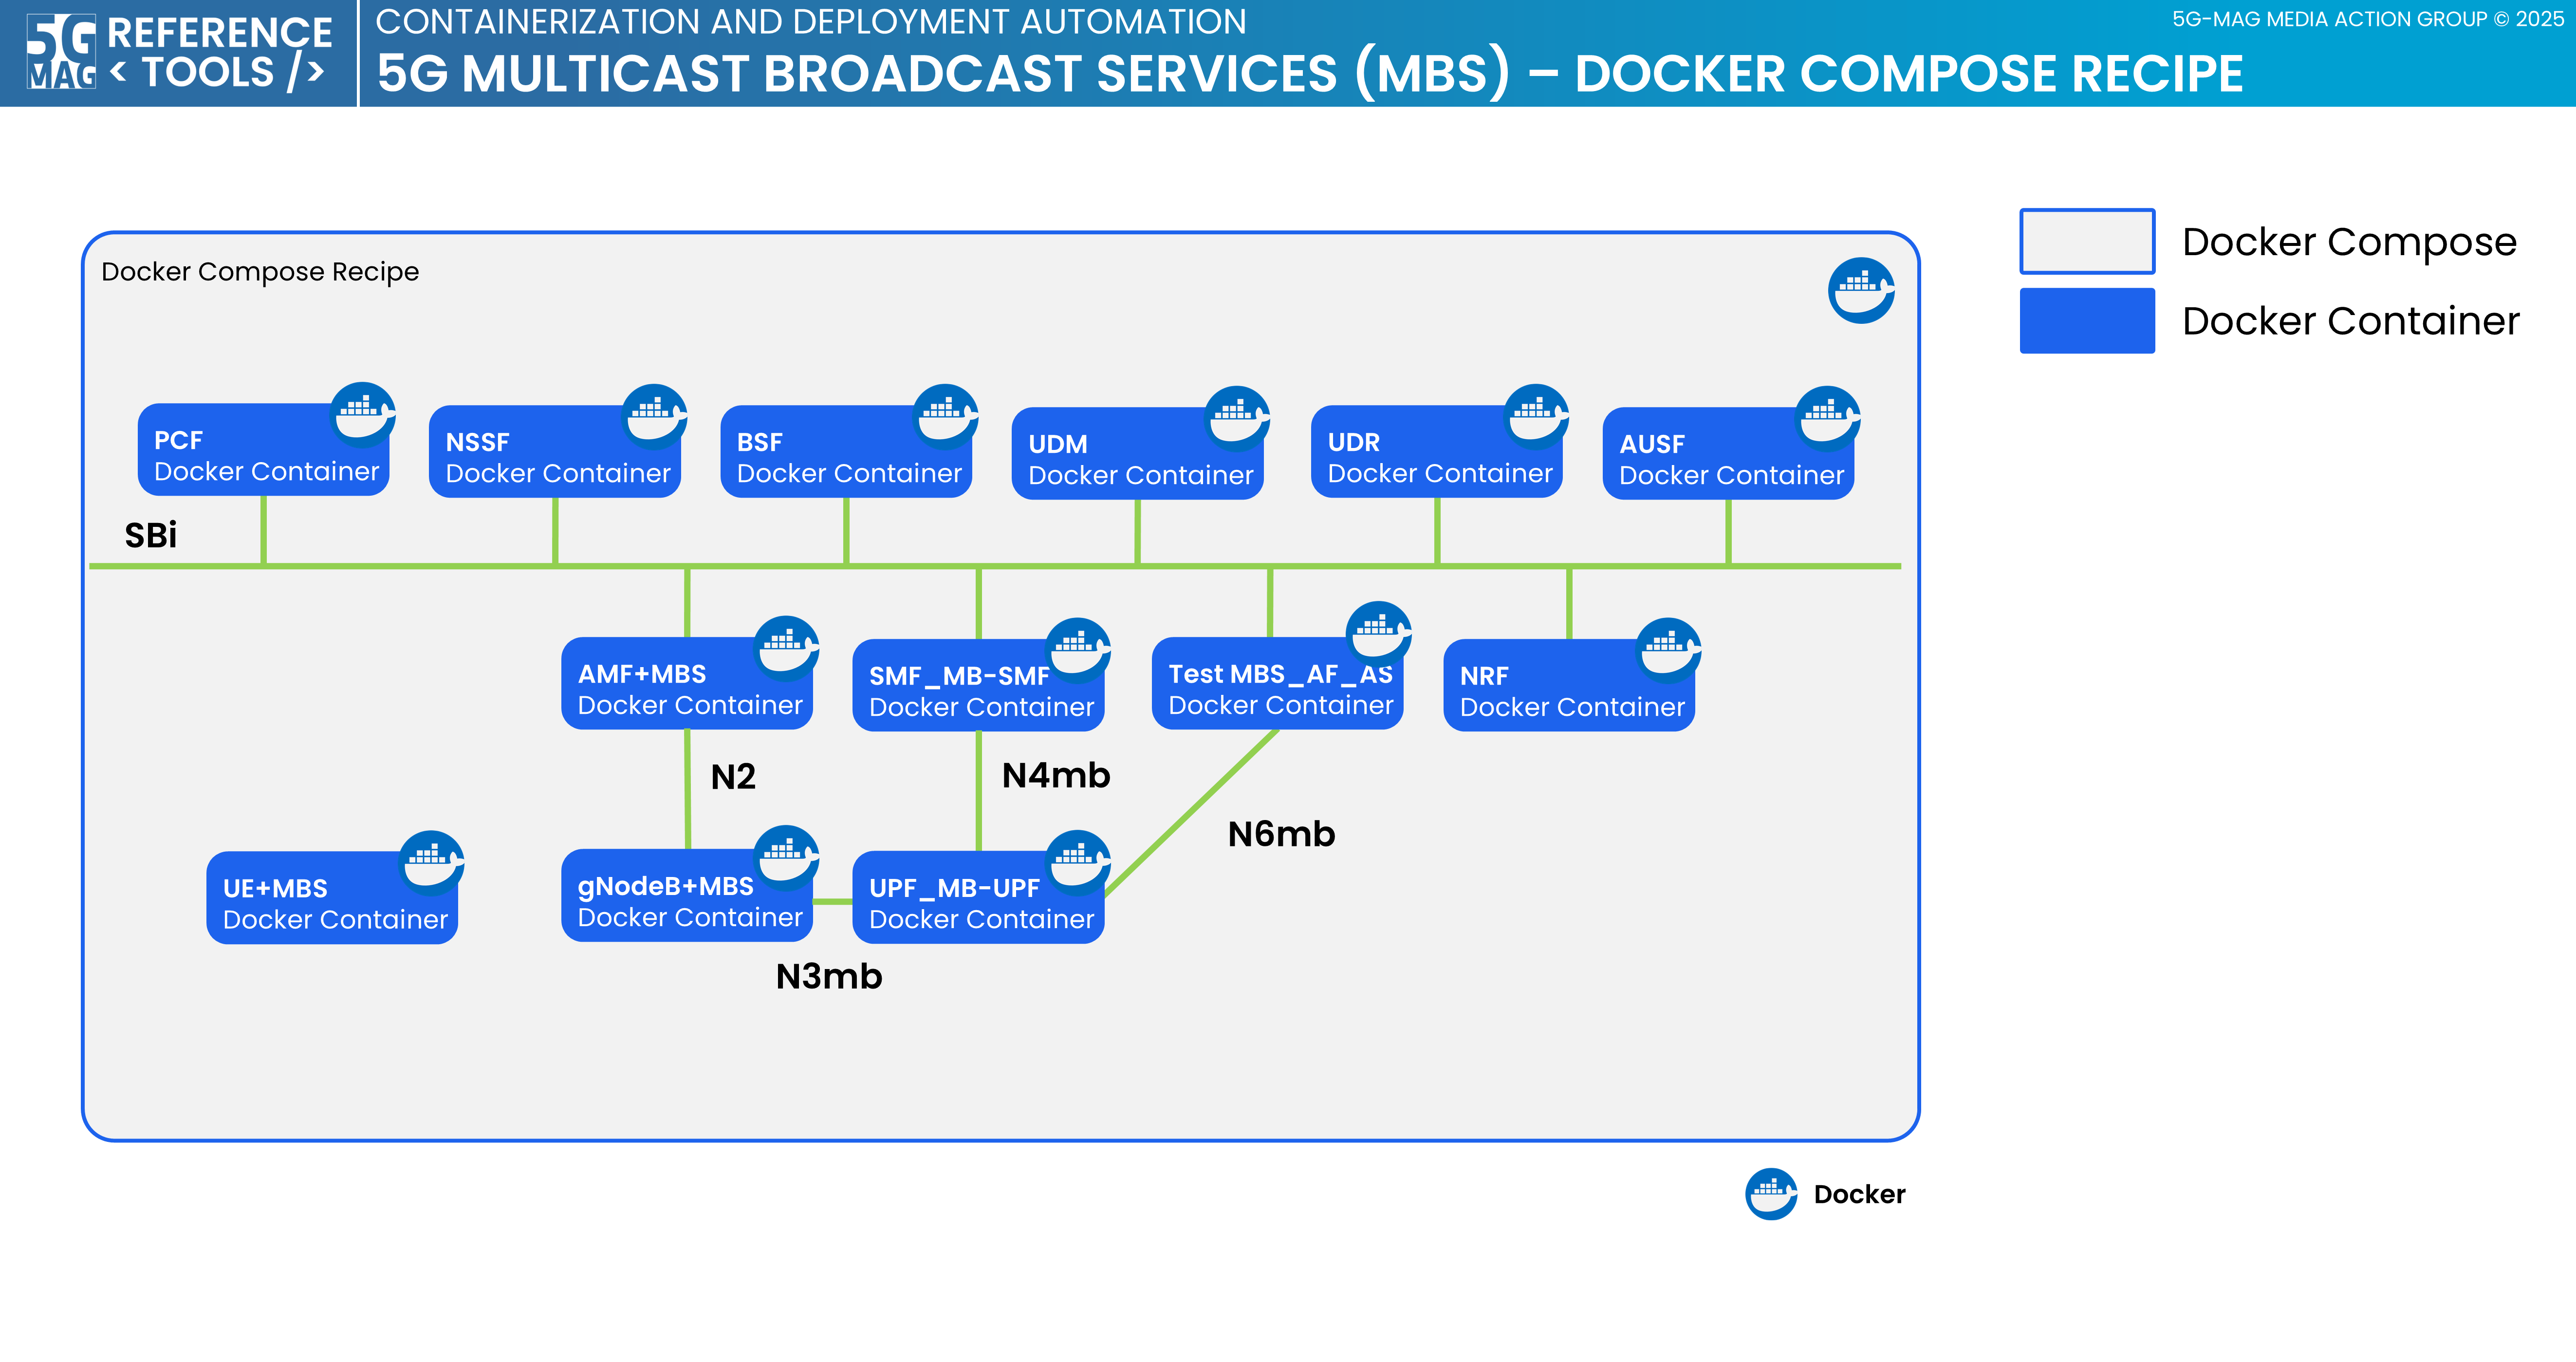 5G
MAG
REFERENCE
< TOOLS />
CONTAINERIZATION AND DEPLOYMENT AUTOMATION
5G MULTICAST BROADCAST SERVICES (MBS) – DOCKER COMPOSE RECIPE
5G-MAG MEDIA ACTION GROUP © 2025
Docker Compose
Docker Container
Docker Compose Recipe
PCF
Docker Container
NSSF
Docker Container
BSF
Docker Container
UDM
Docker Container
UDR
Docker Container
AUSF
Docker Container
SBi
AMF+MBS
Docker Container
SMF_MB-SMF
Docker Container
Test MBS_AF_AS
Docker Container
NRF
Docker Container
N2
N4mb
N6mb
UE+MBS
Docker Container
gNodeB+MBS
Docker Container
UPF_MB-UPF
Docker Container
N3mb
Docker